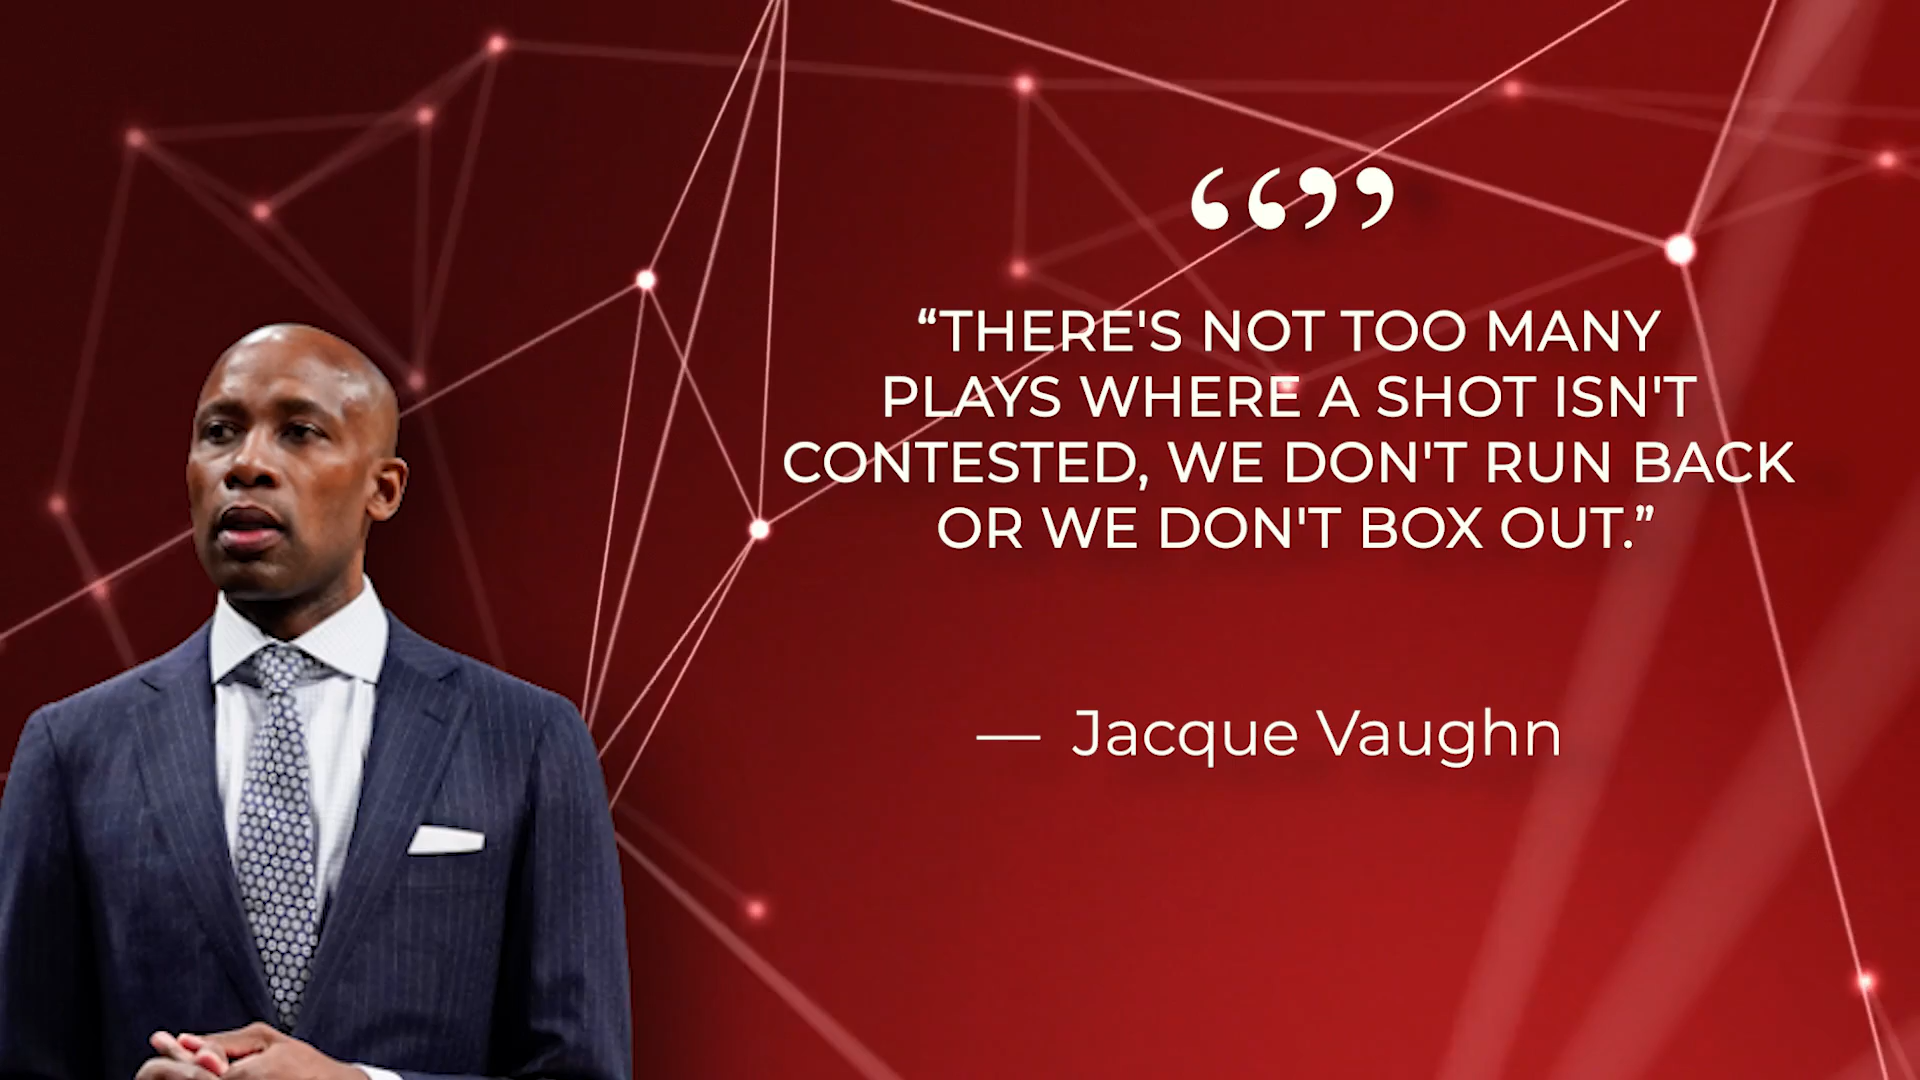 “”
“THERE'S NOT TOO MANY
PLAYS WHERE A SHOT ISN'T
CONTESTED, WE DON'T RUN BACK
OR WE DON'T BOX OUT.”
— Jacque Vaughn